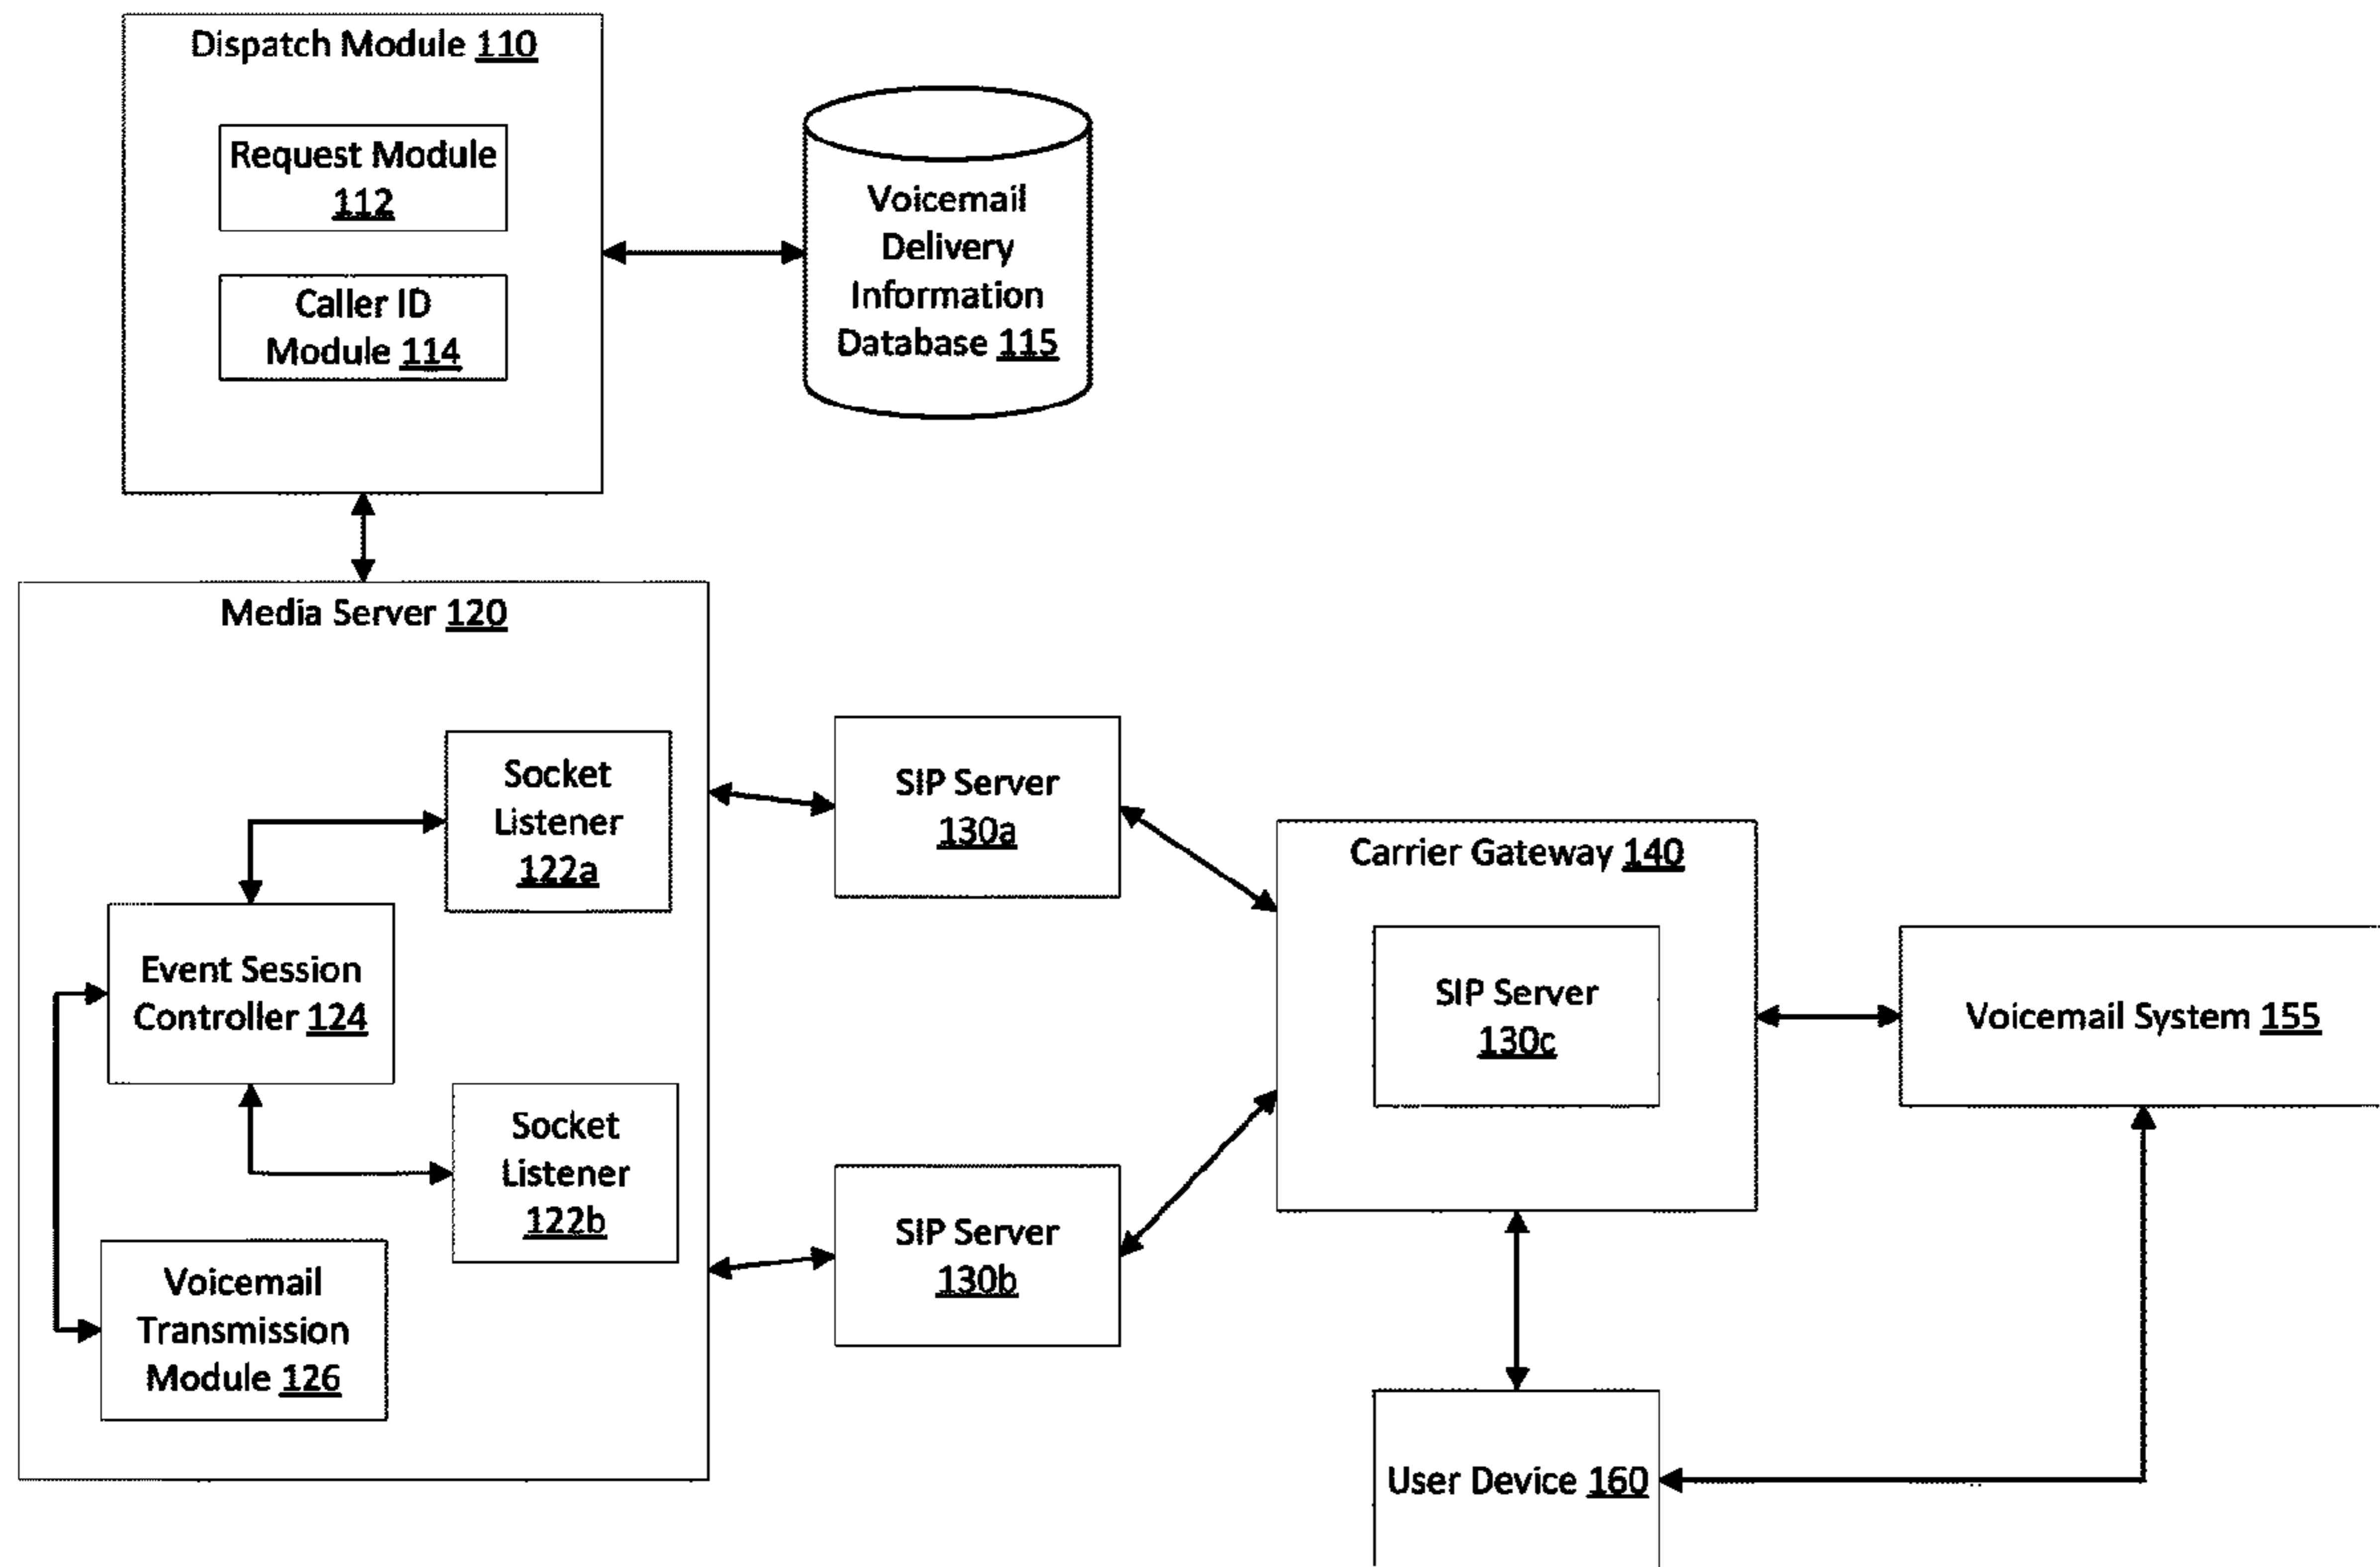 Dispatch Module 110
Request Module
112
Caller ID
Module 114
Voicemail
Delivery
Information
Database 115
Media Server 120
Socket
Listener
122a
Event Session
Controller 124
Socket
Listener
122b
Voicemail
Transmission
Module 126
SIP Server
130a
SIP Server
130b
Carrier Gateway 140
SIP Server
130c
Voicemail System 155
User Device 160